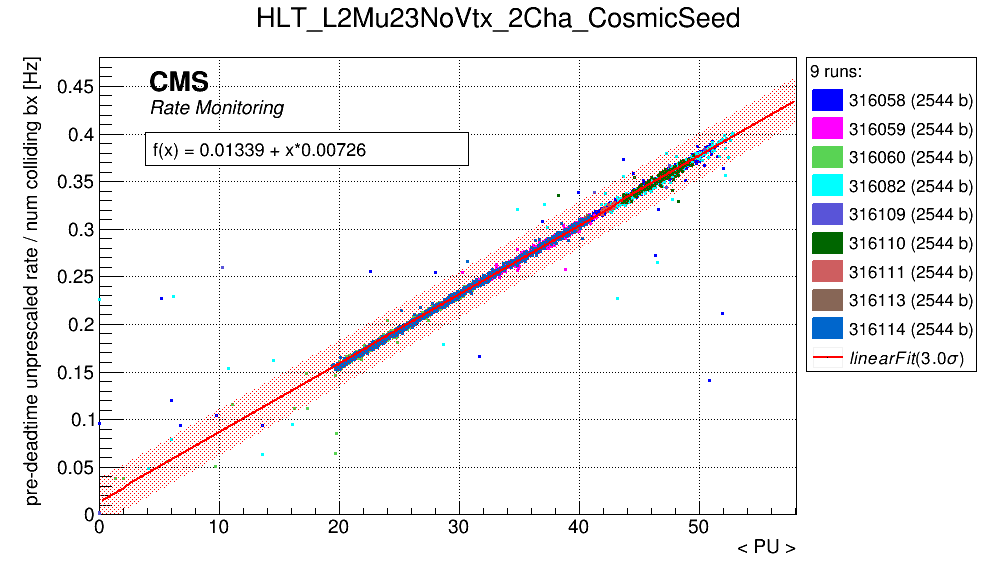 HLT_L2Mu23NoVtx_2Cha_CosmicSeed
pre-deadtime unprescaled rate / num colliding bx [Hz]
0.45
0.4
0.35
0.3
0.25
0.2
0.15
0.1
0.05
0
CMS
Rate Monitoring
f(x) = 0.01339 + x*0.00726
0 10 20 30 40 50
< PU >
9 runs:
316058 (2544 b)
316059 (2544 b)
316060 (2544 b)
316082 (2544 b)
316109 (2544 b)
316110 (2544 b)
316111 (2544 b)
316113 (2544 b)
316114 (2544 b)
linearFit(3.0σ)